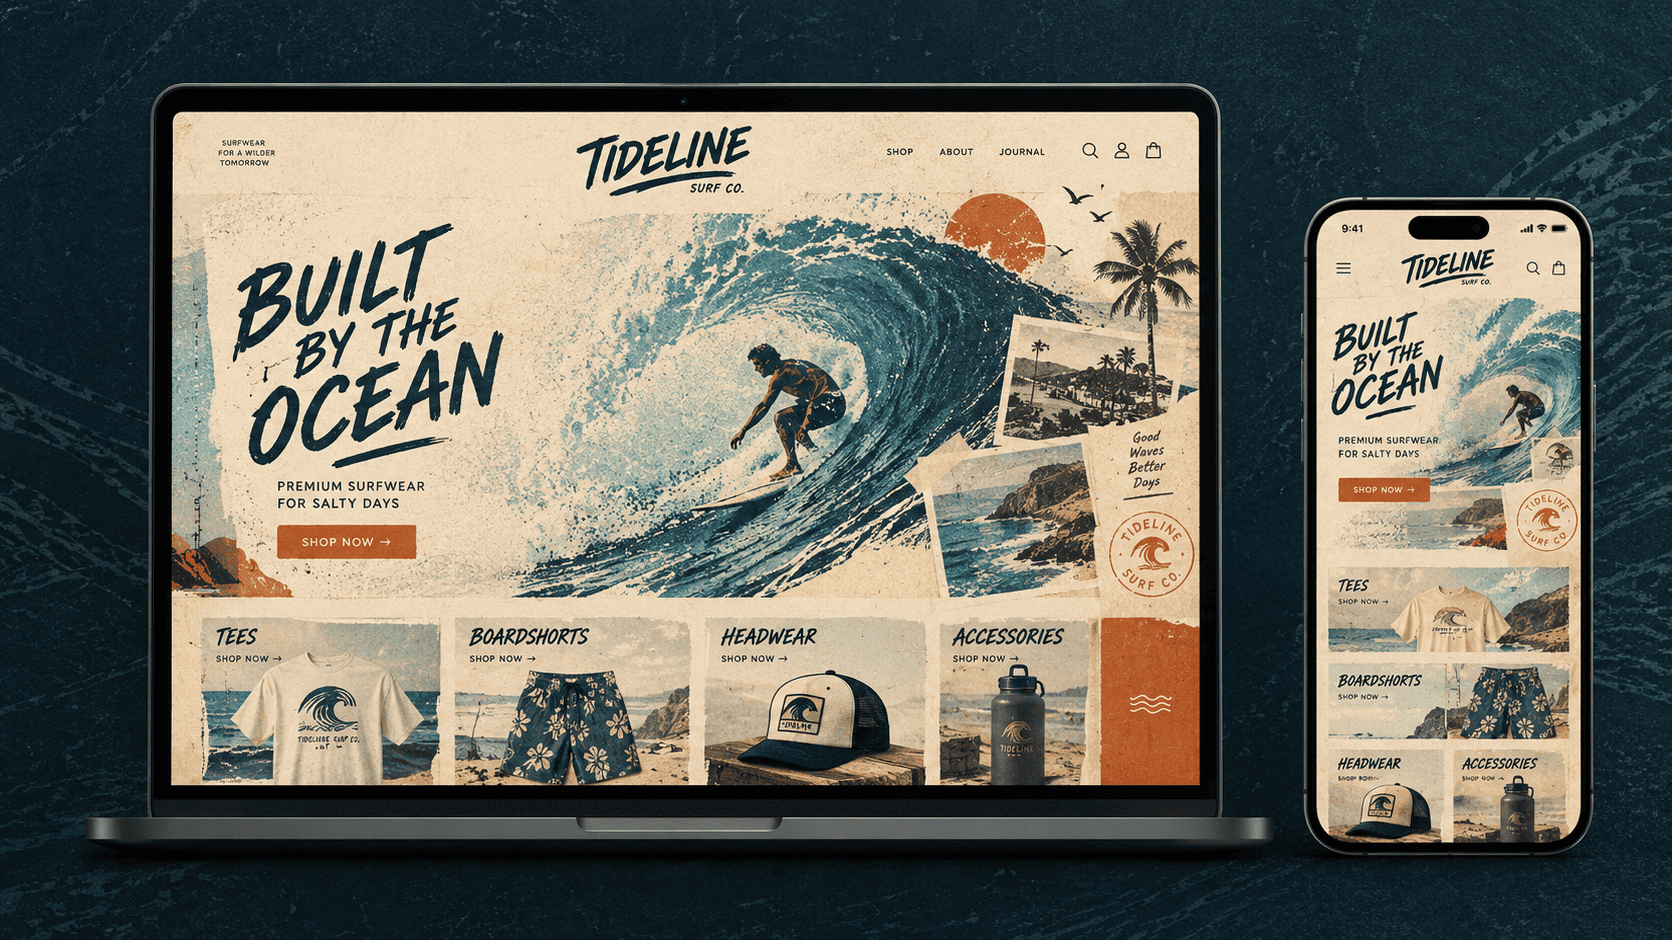 SURFWEAR
FOR A WILDER
TOMORROW
TIDELINE
SURF CO.
SHOP
ABOUT
JOURNAL
BUILT
BY THE
OCEAN
PREMIUM SURFWEAR
FOR SALTY DAYS
SHOP NOW →
Good
Waves
Better
Days
TIDELINE
SURF CO.
TEES
SHOP NOW →
BOARDSHORTS
SHOP NOW →
HEADWEAR
SHOP NOW →
ACCESSORIES
SHOP NOW →
TIDELINE
9:41
TIDELINE
SURF CO.
BUILT
BY THE
OCEAN
PREMIUM SURFWEAR
FOR SALTY DAYS
SHOP NOW →
TIDELINE
SURF CO.
TEES
SHOP NOW →
BOARDSHORTS
SHOP NOW →
HEADWEAR
ACCESSORIES